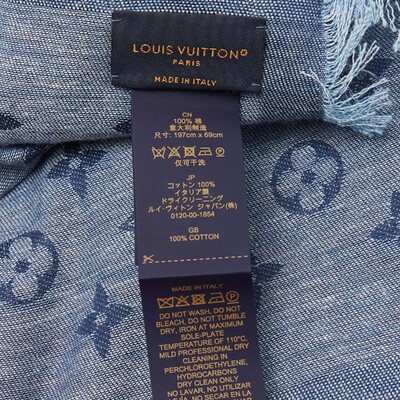 LOUIS VUITTON®
PARIS
MADE IN ITALY
CN
100% 棉
意大利制造
尺寸: 197cm x 69cm
仅可干洗
JP
コットン 100%
イタリア製
ドライクリーニング
ルイ・ヴィトン ジャパン(株)
0120-00-1854
GB
100% COTTON
MADE IN ITALY
DO NOT WASH, DO NOT
BLEACH, DO NOT TUMBLE
DRY, IRON AT MAXIMUM
SOLE-PLATE
TEMPERATURE OF 110°C,
MILD PROFESSIONAL DRY
CLEANING IN
PERCHLOROETHYLENE,
HYDROCARBONS
DRY CLEAN ONLY
NO LAVAR, NO USAR